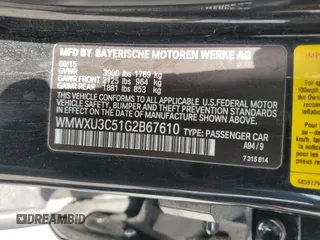 MFD BY BAYERISCHE MOTOREN WERKE AG
08/15
GVWR 3900 lbs 1769 kg
GAWR FRONT 2125 lbs 964 kg
GAWR REAR 1881 lbs 853 kg
THIS VEHICLE CONFORMS TO ALL APPLICABLE U.S. FEDERAL MOTOR
VEHICLE SAFETY, BUMPER, AND THEFT PREVENTION STANDARDS IN EFFECT
ON THE DATE OF MANUFACTURE SHOWN ABOVE.
WMWXU3C51G2B67610 TYPE: PASSENGER CAR
A94 / 9
7 315 814
DREAMBID